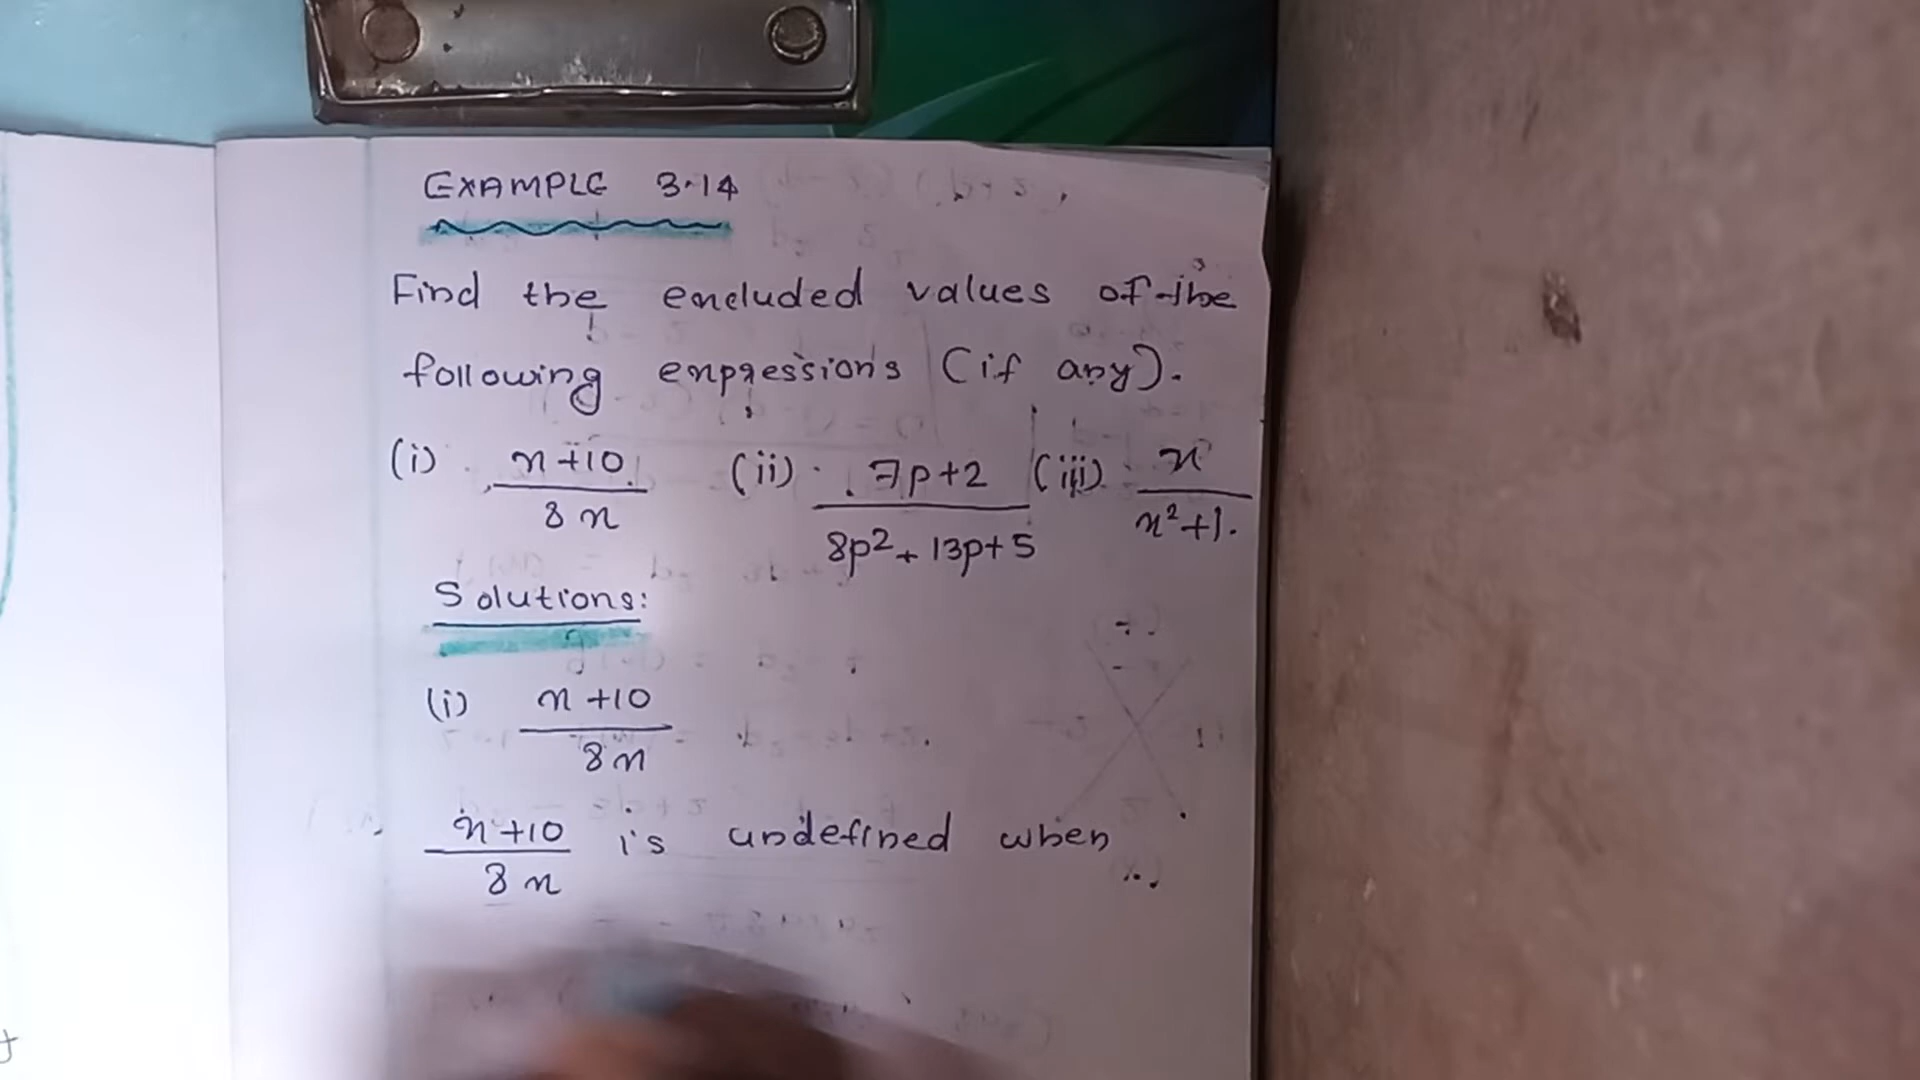 EXAMPLE 3.14
Find the excluded values of the
following expressions (if any).
(i) x+10 / 8x (ii) 7p+2 / 8p²+13p+5 (iii) x / x²+1.
Solutions:
(i) x+10 / 8x
x+10 / 8x is undefined when